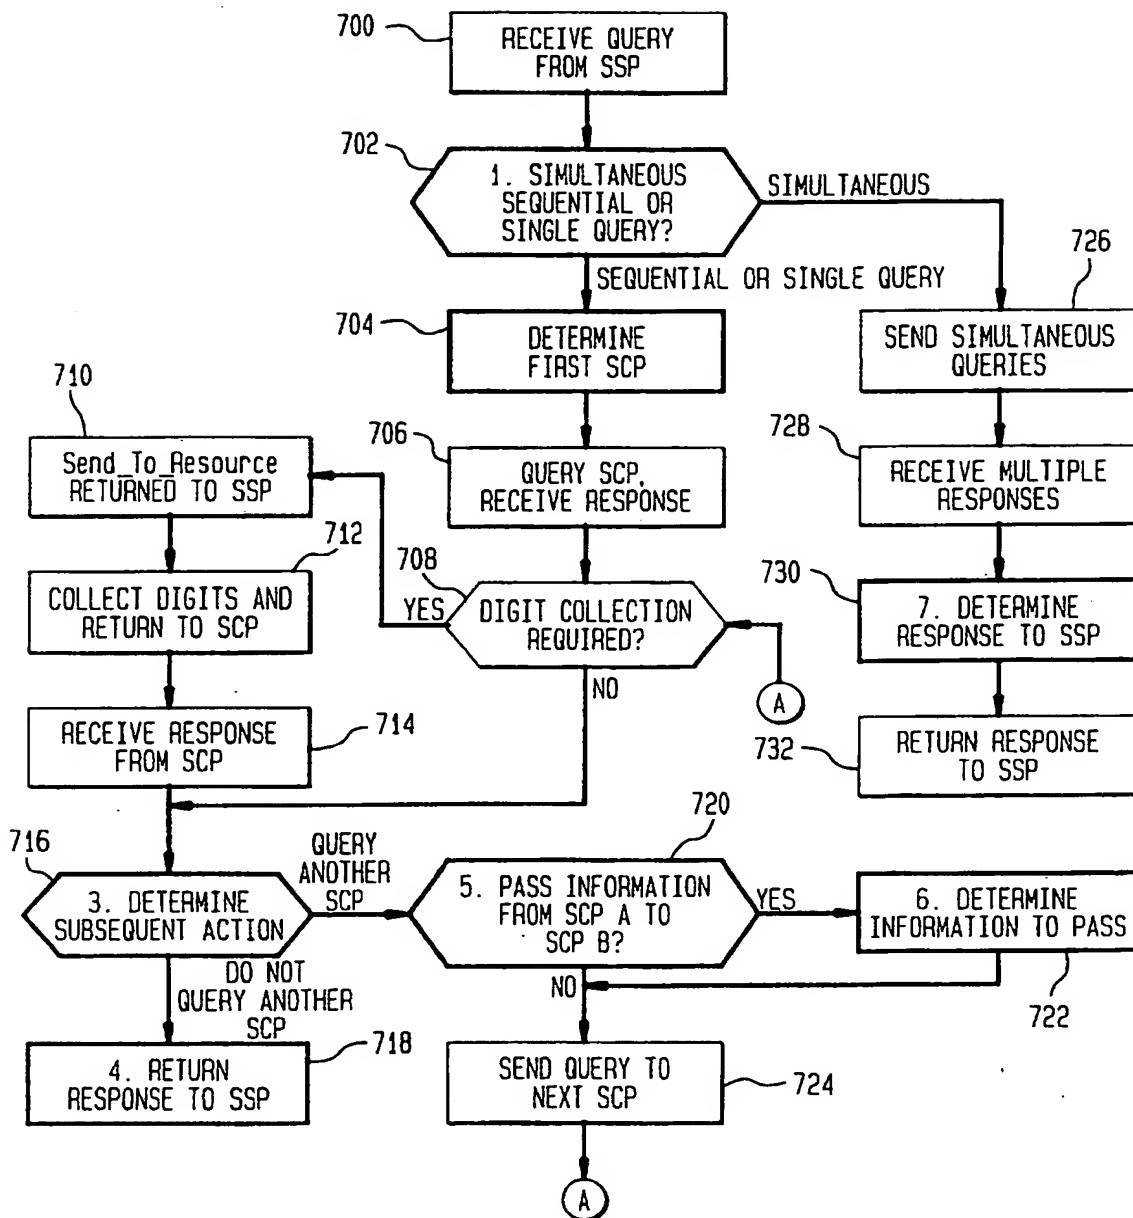 700
RECEIVE QUERY
FROM SSP
702
1. SIMULTANEOUS
SEQUENTIAL OR
SINGLE QUERY?
SIMULTANEOUS
SEQUENTIAL OR SINGLE QUERY
726
704
DETERMINE
FIRST SCP
SEND SIMULTANEOUS
QUERIES
710
Send_To_Resource
RETURNED TO SSP
706
QUERY SCP,
RECEIVE RESPONSE
728
RECEIVE MULTIPLE
RESPONSES
712
COLLECT DIGITS AND
RETURN TO SCP
708
YES
DIGIT COLLECTION
REQUIRED?
NO
A
730
7. DETERMINE
RESPONSE TO SSP
RECEIVE RESPONSE
FROM SCP
714
732
RETURN RESPONSE
TO SSP
716
3. DETERMINE
SUBSEQUENT ACTION
QUERY
ANOTHER
SCP
720
5. PASS INFORMATION
FROM SCP A TO
SCP B?
YES
6. DETERMINE
INFORMATION TO PASS
722
DO NOT
QUERY ANOTHER
SCP
NO
4. RETURN
RESPONSE TO SSP
718
SEND QUERY TO
NEXT SCP
724
A